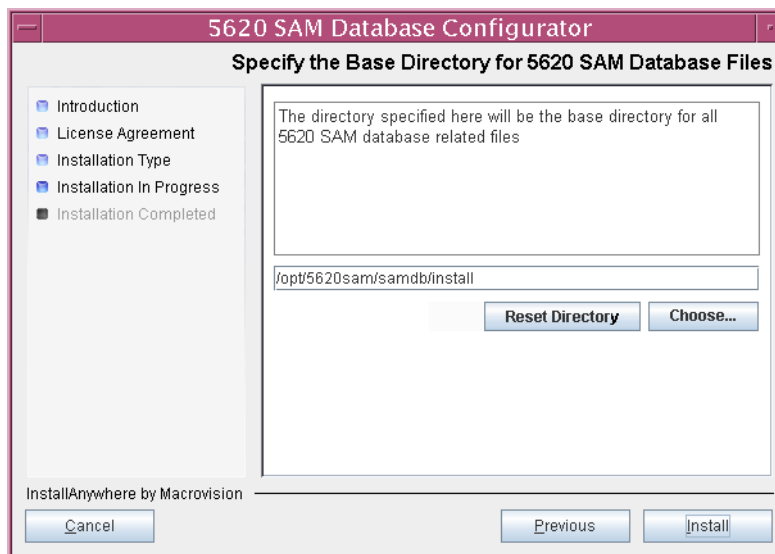 5620 SAM Database Configurator
Specify the Base Directory for 5620 SAM Database Files
Introduction
License Agreement
Installation Type
Installation In Progress
Installation Completed
The directory specified here will be the base directory for all
5620 SAM database related files
/opt/5620sam/samdb/install
Reset Directory
Choose...
InstallAnywhere by Macrovision
Cancel
Previous
Install